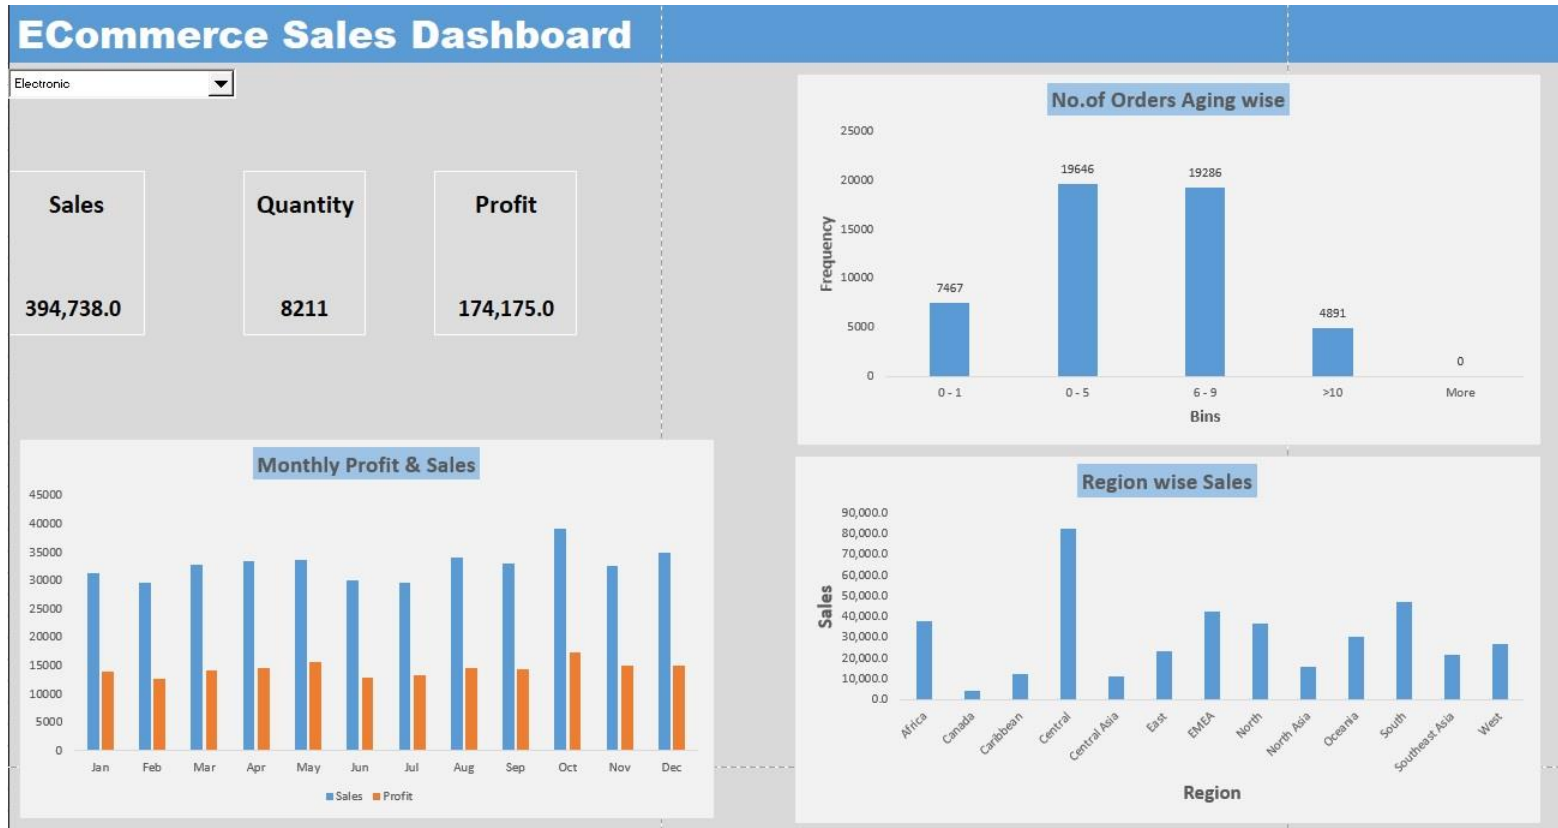 ECommerce Sales Dashboard
Electronic
Sales
394,738.0
Quantity
8211
Profit
174,175.0
No.of Orders Aging wise
Frequency
25000
20000
15000
10000
5000
0
7467
19646
19286
4891
0
0 - 1
0 - 5
6 - 9
>10
More
Bins
Monthly Profit & Sales
45000
40000
35000
30000
25000
20000
15000
10000
5000
0
Jan
Feb
Mar
Apr
May
Jun
Jul
Aug
Sep
Oct
Nov
Dec
Sales
Profit
Region wise Sales
Sales
90,000.0
80,000.0
70,000.0
60,000.0
50,000.0
40,000.0
30,000.0
20,000.0
10,000.0
0.0
Africa
Canada
Caribbean
Central
Central Asia
East
EMEA
North
North Asia
Oceania
South
Southeast Asia
West
Region